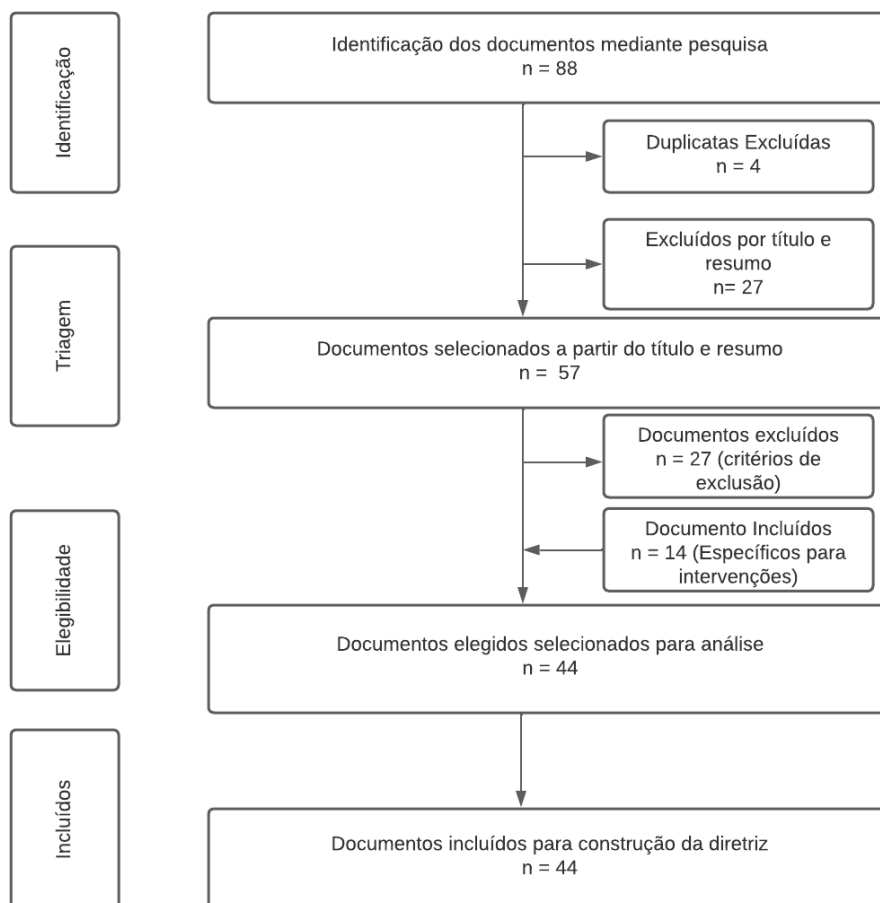 Identificação
Identificação dos documentos mediante pesquisa
n = 88
Duplicatas Excluídas
n = 4
Excluídos por título e
resumo
n= 27
Triagem
Documentos selecionados a partir do título e resumo
n = 57
Documentos excluídos
n = 27 (critérios de
exclusão)
Documento Incluídos
n = 14 (Específicos para
intervenções)
Elegibilidade
Documentos elegidos selecionados para análise
n = 44
Incluídos
Documentos incluídos para construção da diretriz
n = 44